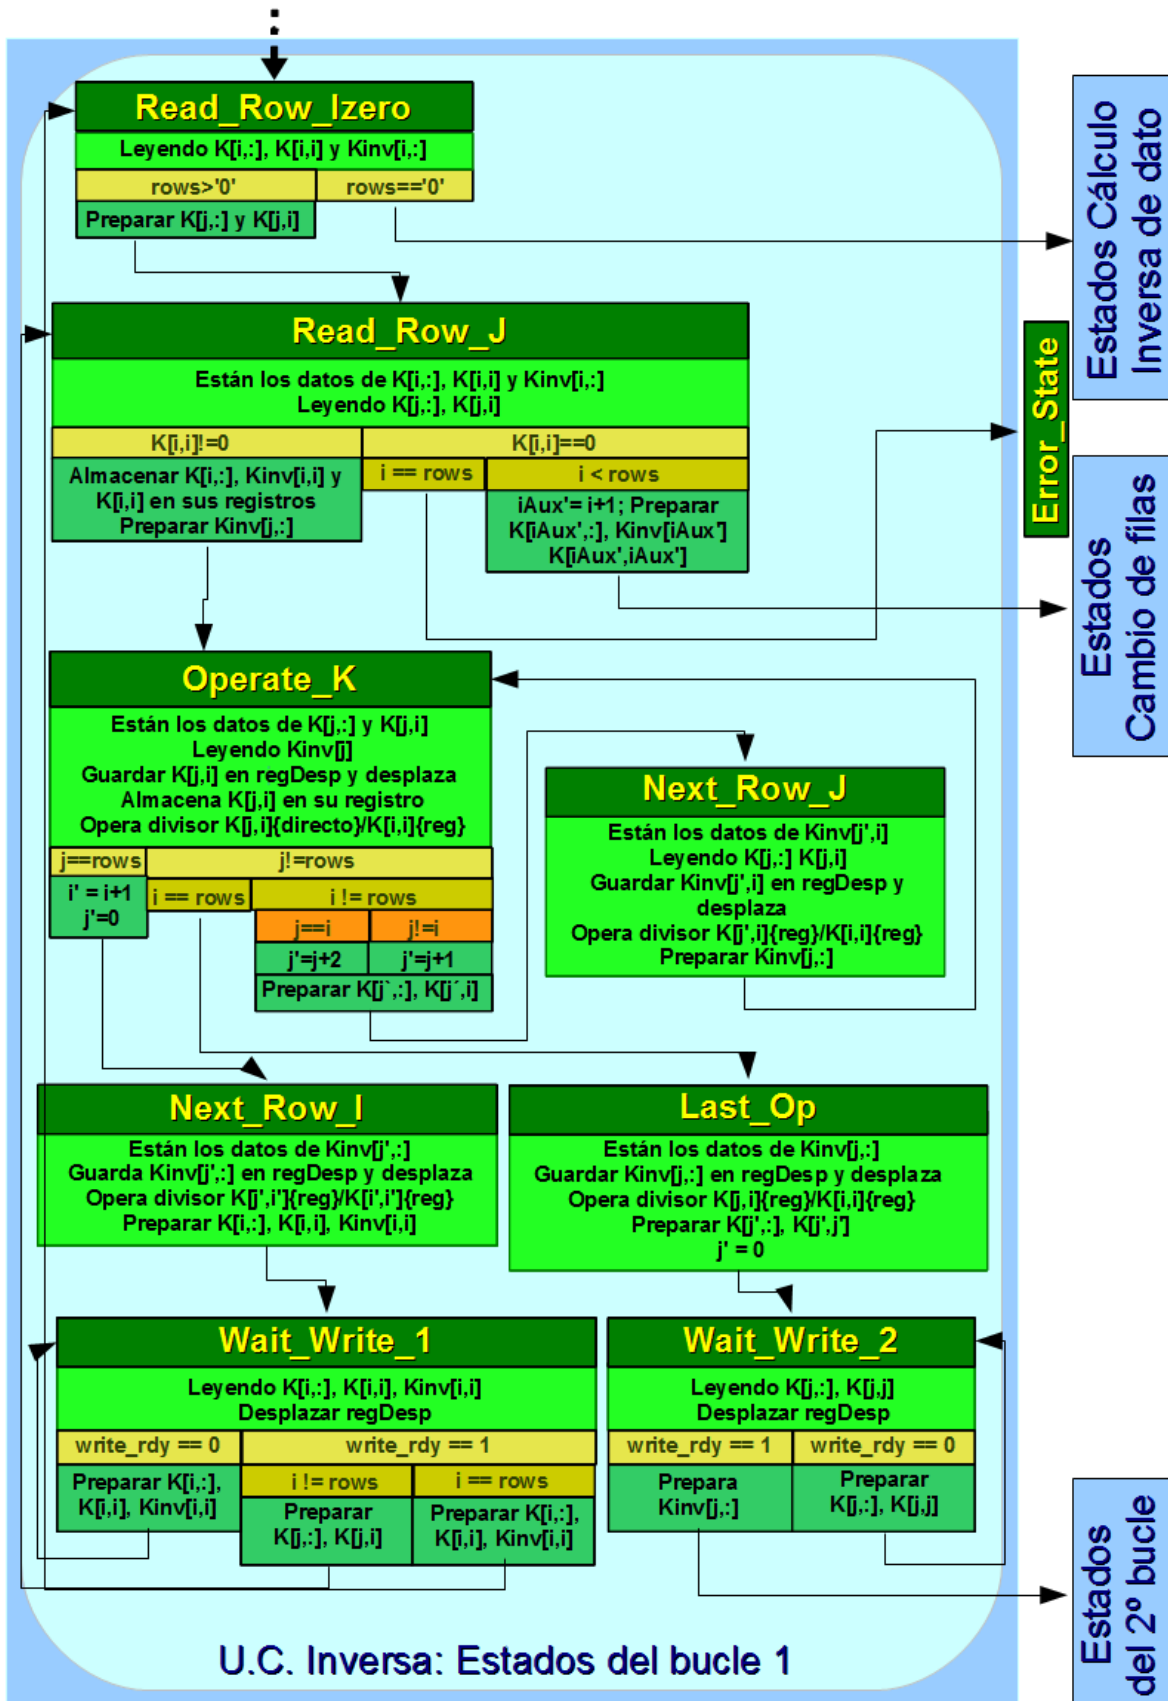 Read_Row_Izero
Leyendo K[i,:], K[i,i] y Kinv[i,:]
rows>'0'
rows=='0'
Preparar K[j,:] y K[j,i]
Estados Cálculo
Inversa de dato
Read_Row_J
Están los datos de K[i,:], K[i,i] y Kinv[i,:]
Leyendo K[j,:], K[j,i]
K[i,i]!=0
K[i,i]==0
Almacenar K[i,:], Kinv[i,i] y
K[i,i] en sus registros
Preparar Kinv[j,:]
i == rows
i < rows
iAux'= i+1; Preparar
K[iAux',:], Kinv[iAux']
K[iAux',iAux']
Error_State
Estados
Cambio de filas
Operate_K
Están los datos de K[j,:] y K[j,i]
Leyendo Kinv[j]
Guardar K[j,i] en regDesp y desplaza
Almacena K[j,i] en su registro
Opera divisor K[j,i]{directo}/K[i,i]{reg}
j==rows
j!=rows
i' = i+1
j'=0
i == rows
i != rows
j==i
j!=i
j'=j+2
j'=j+1
Preparar K[j`,:], K[j´,i]
Next_Row_J
Están los datos de Kinv[j',i]
Leyendo K[j,:] K[j,i]
Guardar Kinv[j',i] en regDesp y
desplaza
Opera divisor K[j',i]{reg}/K[i,i]{reg}
Preparar Kinv[j,:]
Next_Row_I
Están los datos de Kinv[j',:]
Guarda Kinv[j',:] en regDesp y desplaza
Opera divisor K[j',i']{reg}/K[i',i']{reg}
Preparar K[i,:], K[i,i], Kinv[i,i]
Last_Op
Están los datos de Kinv[j,:]
Guardar Kinv[j,:] en regDesp y desplaza
Opera divisor K[j,i]{reg}/K[i,i]{reg}
Preparar K[j',:], K[j',j']
j' = 0
Wait_Write_1
Leyendo K[i,:], K[i,i], Kinv[i,i]
Desplazar regDesp
write_rdy == 0
write_rdy == 1
Preparar K[i,:],
K[i,i], Kinv[i,i]
i != rows
i == rows
Preparar
K[j,:], K[j,i]
Preparar K[i,:],
K[i,i], Kinv[i,i]
Wait_Write_2
Leyendo K[j,:], K[j,j]
Desplazar regDesp
write_rdy == 1
write_rdy == 0
Prepara
Kinv[j,:]
Preparar
K[j,:], K[j,j]
Estados
del 2º bucle
U.C. Inversa: Estados del bucle 1